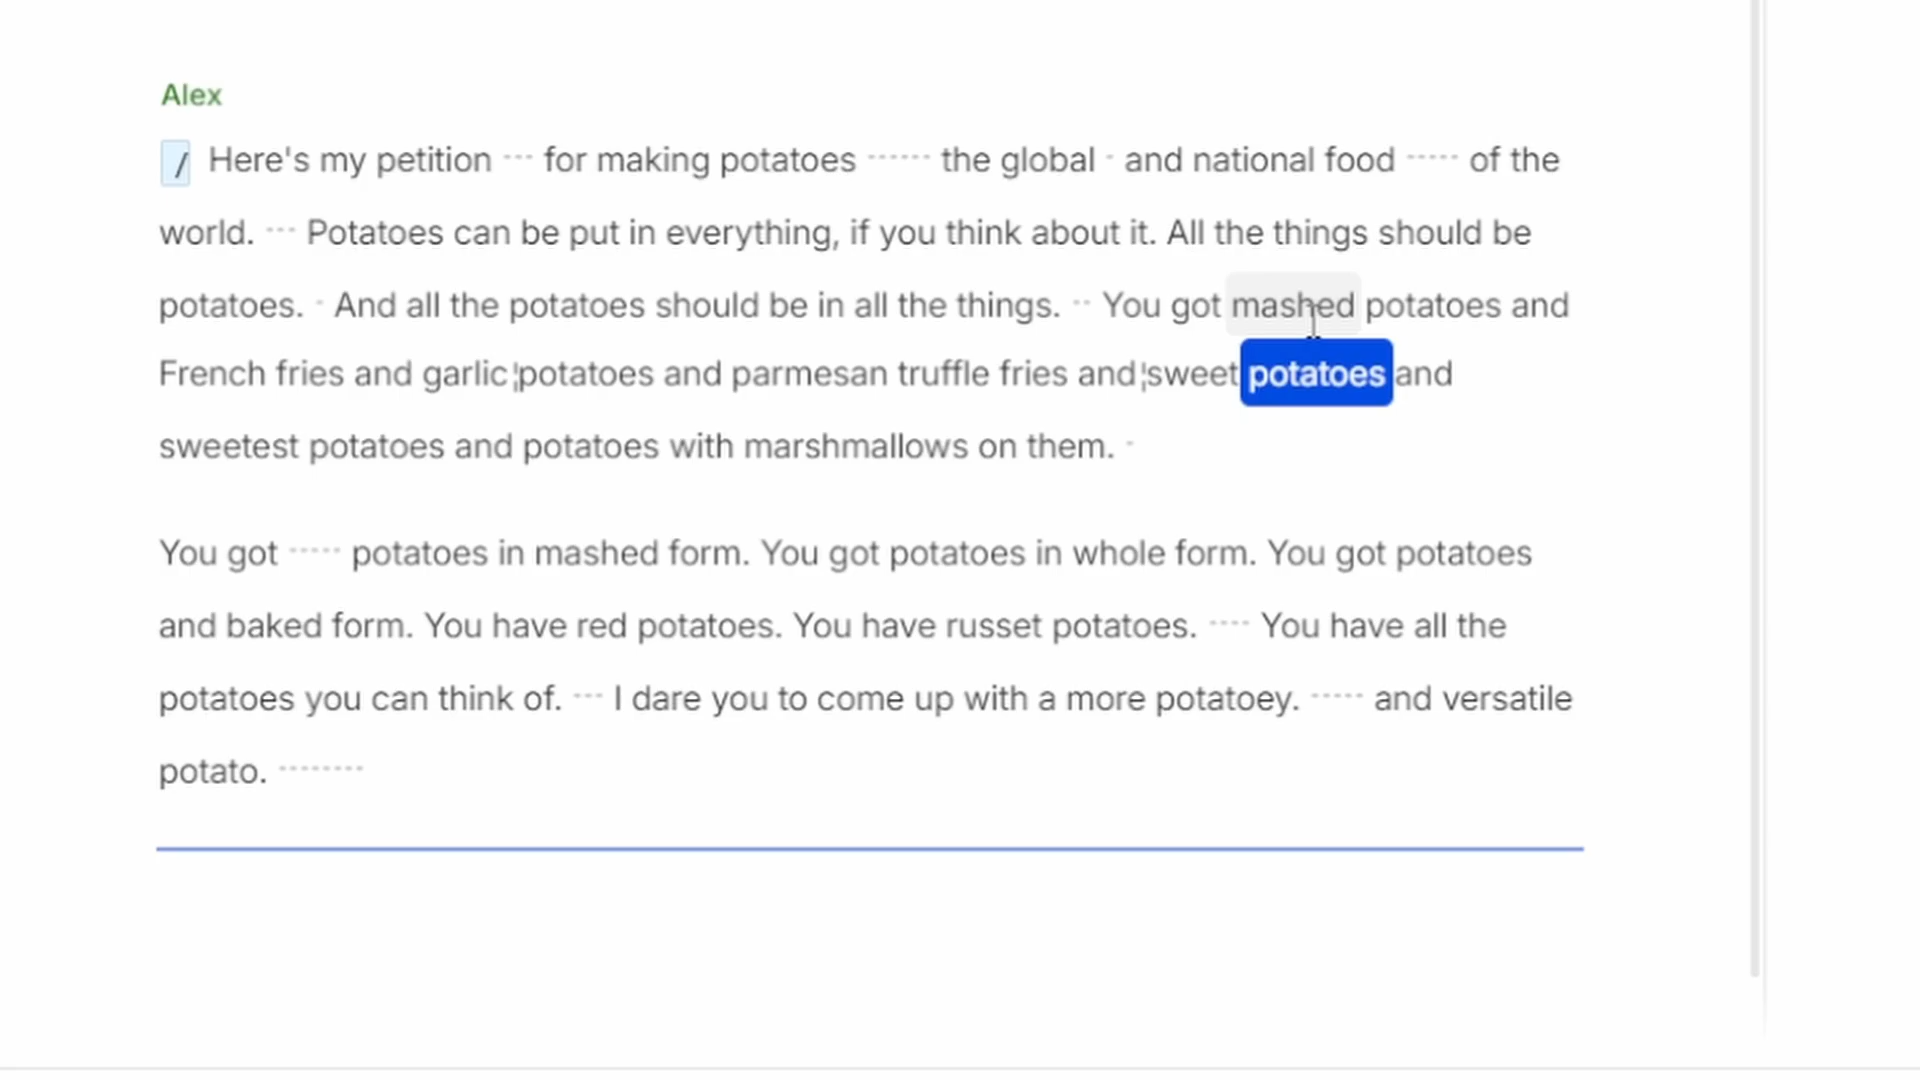 Alex
/ Here's my petition --- for making potatoes ------ the global - and national food ----- of the
world. --- Potatoes can be put in everything, if you think about it. All the things should be
potatoes. - And all the potatoes should be in all the things. -- You got mashed potatoes and
French fries and garlic¦potatoes and parmesan truffle fries and¦sweet potatoes and
sweetest potatoes and potatoes with marshmallows on them. -
You got ----- potatoes in mashed form. You got potatoes in whole form. You got potatoes
and baked form. You have red potatoes. You have russet potatoes. ---- You have all the
potatoes you can think of. --- I dare you to come up with a more potatoey. ----- and versatile
potato. --------